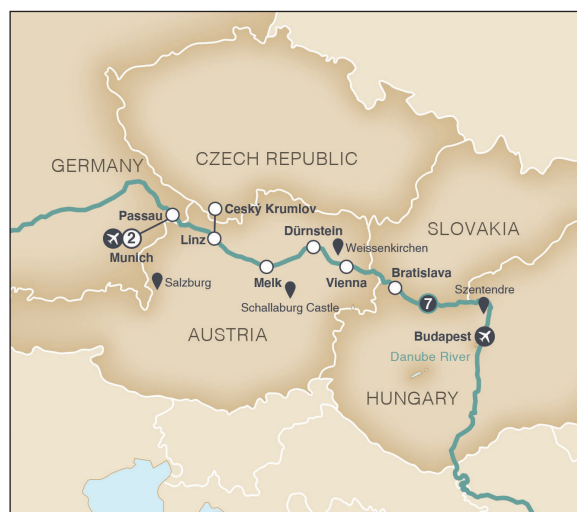 GERMANY
CZECH REPUBLIC
Passau
Český Krumlov
2
Munich
Linz
Dürnstein
Weissenkirchen
SLOVAKIA
Salzburg
Melk
Vienna
Bratislava
Schallaburg Castle
7
Szentendre
AUSTRIA
Budapest
Danube River
HUNGARY